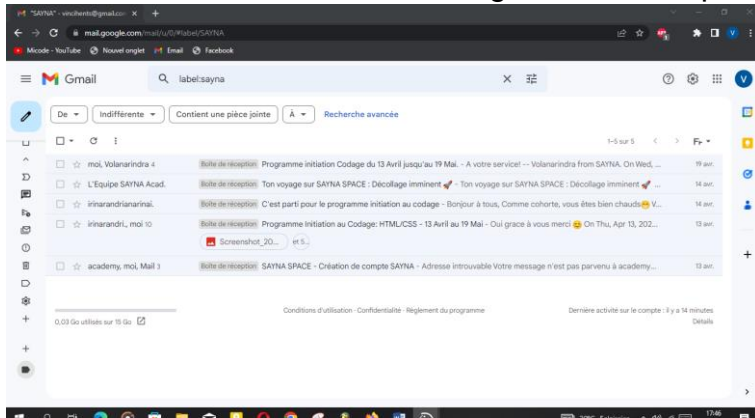 "SAYNA" - vincihents@gmail.com
mail.google.com/mail/u/0/#label/SAYNA
Micode - YouTube Nouvel onglet Email Facebook
Gmail label:sayna V
De Indifférente Contient une pièce jointe À Recherche avancée
1–5 sur 5 Fr
moi, Volanarindra 4 Boîte de réception Programme initiation Codage du 13 Avril jusqu'au 19 Mai. - A votre service! -- Volanarindra from SAYNA. On Wed, ... 19 avr.
L'Equipe SAYNA Acad. Boîte de réception Ton voyage sur SAYNA SPACE : Décollage imminent 🚀 - Ton voyage sur SAYNA SPACE : Décollage imminent 🚀 ... 14 avr.
irinarandrianarinai. Boîte de réception C'est parti pour le programme initiation au codage - Bonjour à tous, Comme cohorte, vous êtes bien chauds😁 V... 14 avr.
irinarandri., moi 10 Boîte de réception Programme Initiation au Codage: HTML/CSS - 13 Avril au 19 Mai - Oui grace à vous merci 😊 On Thu, Apr 13, 202... 13 avr.
Screenshot_20... et 5...
academy, moi, Mail 3 Boîte de réception SAYNA SPACE - Création de compte SAYNA - Adresse introuvable Votre message n'est pas parvenu à academy... 13 avr.
0,03 Go utilisés sur 15 Go Conditions d'utilisation · Confidentialité · Règlement du programme Dernière activité sur le compte : il y a 14 minutes
Détails
17:46